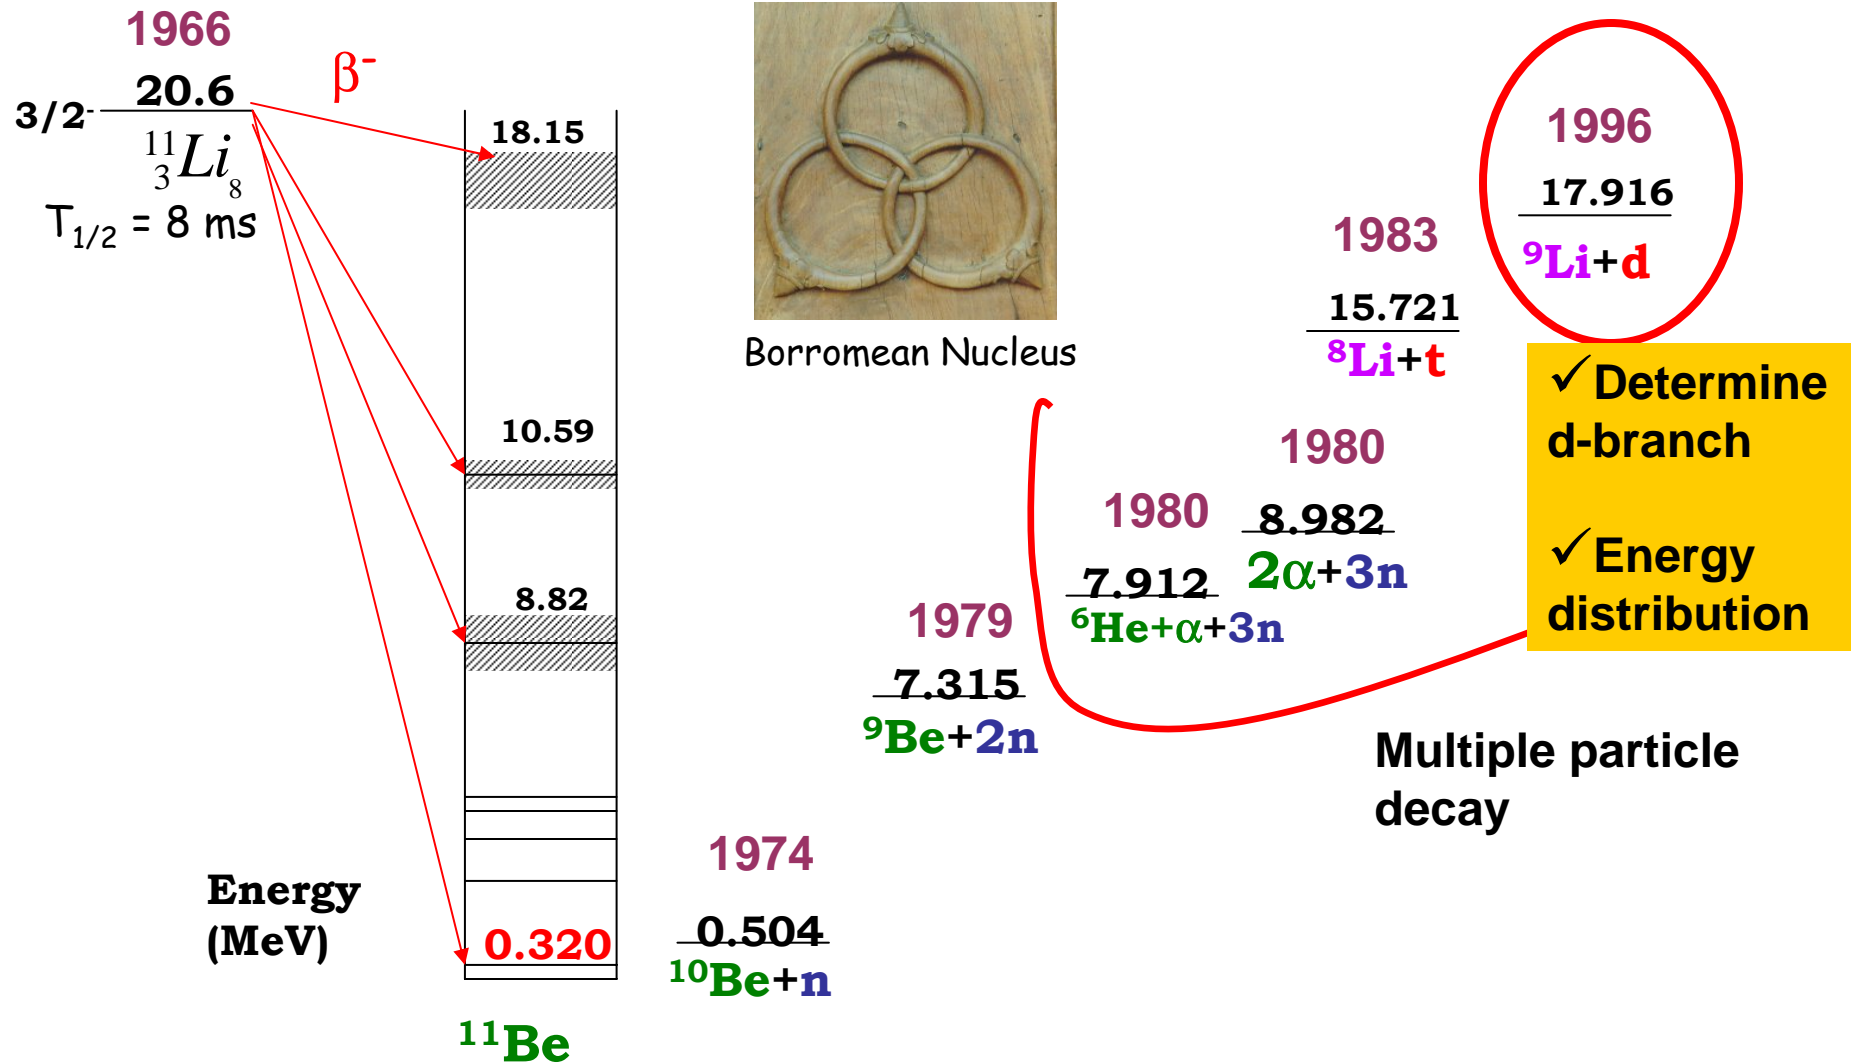 1966
β⁻
20.6
3/2⁻
¹¹₃Li₈
T₁/₂ = 8 ms
18.15
10.59
8.82
0.320
Energy
(MeV)
¹¹Be
Borromean Nucleus
1974
0.504
¹⁰Be+n
1979
7.315
⁹Be+2n
1980
7.912
⁶He+α+3n
1980
8.982
2α+3n
1983
15.721
⁸Li+t
1996
17.916
⁹Li+d
✓Determine
d-branch
✓Energy
distribution
Multiple particle
decay